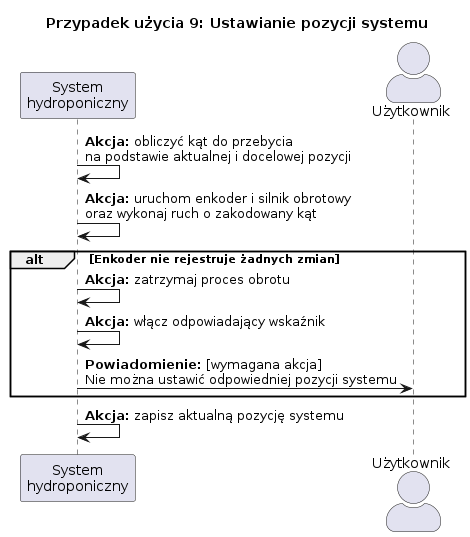 Przypadek użycia 9: Ustawianie pozycji systemu
System
hydroponiczny
Użytkownik
Akcja: obliczyć kąt do przebycia
na podstawie aktualnej i docelowej pozycji
Akcja: uruchom enkoder i silnik obrotowy
oraz wykonaj ruch o zakodowany kąt
alt
[Enkoder nie rejestruje żadnych zmian]
Akcja: zatrzymaj proces obrotu
Akcja: włącz odpowiadający wskaźnik
Powiadomienie: [wymagana akcja]
Nie można ustawić odpowiedniej pozycji systemu
Akcja: zapisz aktualną pozycję systemu
System
hydroponiczny
Użytkownik